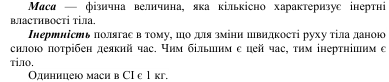 Маса — фізична величина, яка кількісно характеризує інертні
властивості тіла.
Інертність полягає в тому, що для зміни швидкості руху тіла даною
силою потрібен деякий час. Чим більшим є цей час, тим інертнішим є
тіло.
Одиницею маси в СІ є 1 кг.